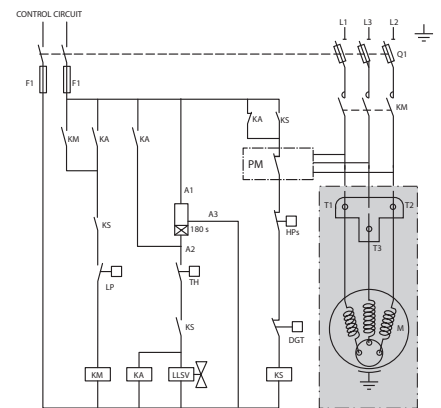 CONTROL CIRCUIT
L1 L3 L2
Q1
F1 F1
KM KA KA KA KS KM
PM
A1
T1 T2
A3
180 s
KS HPs
A2 T3
LP TH
KS DGT M
KM KA LLSV KS